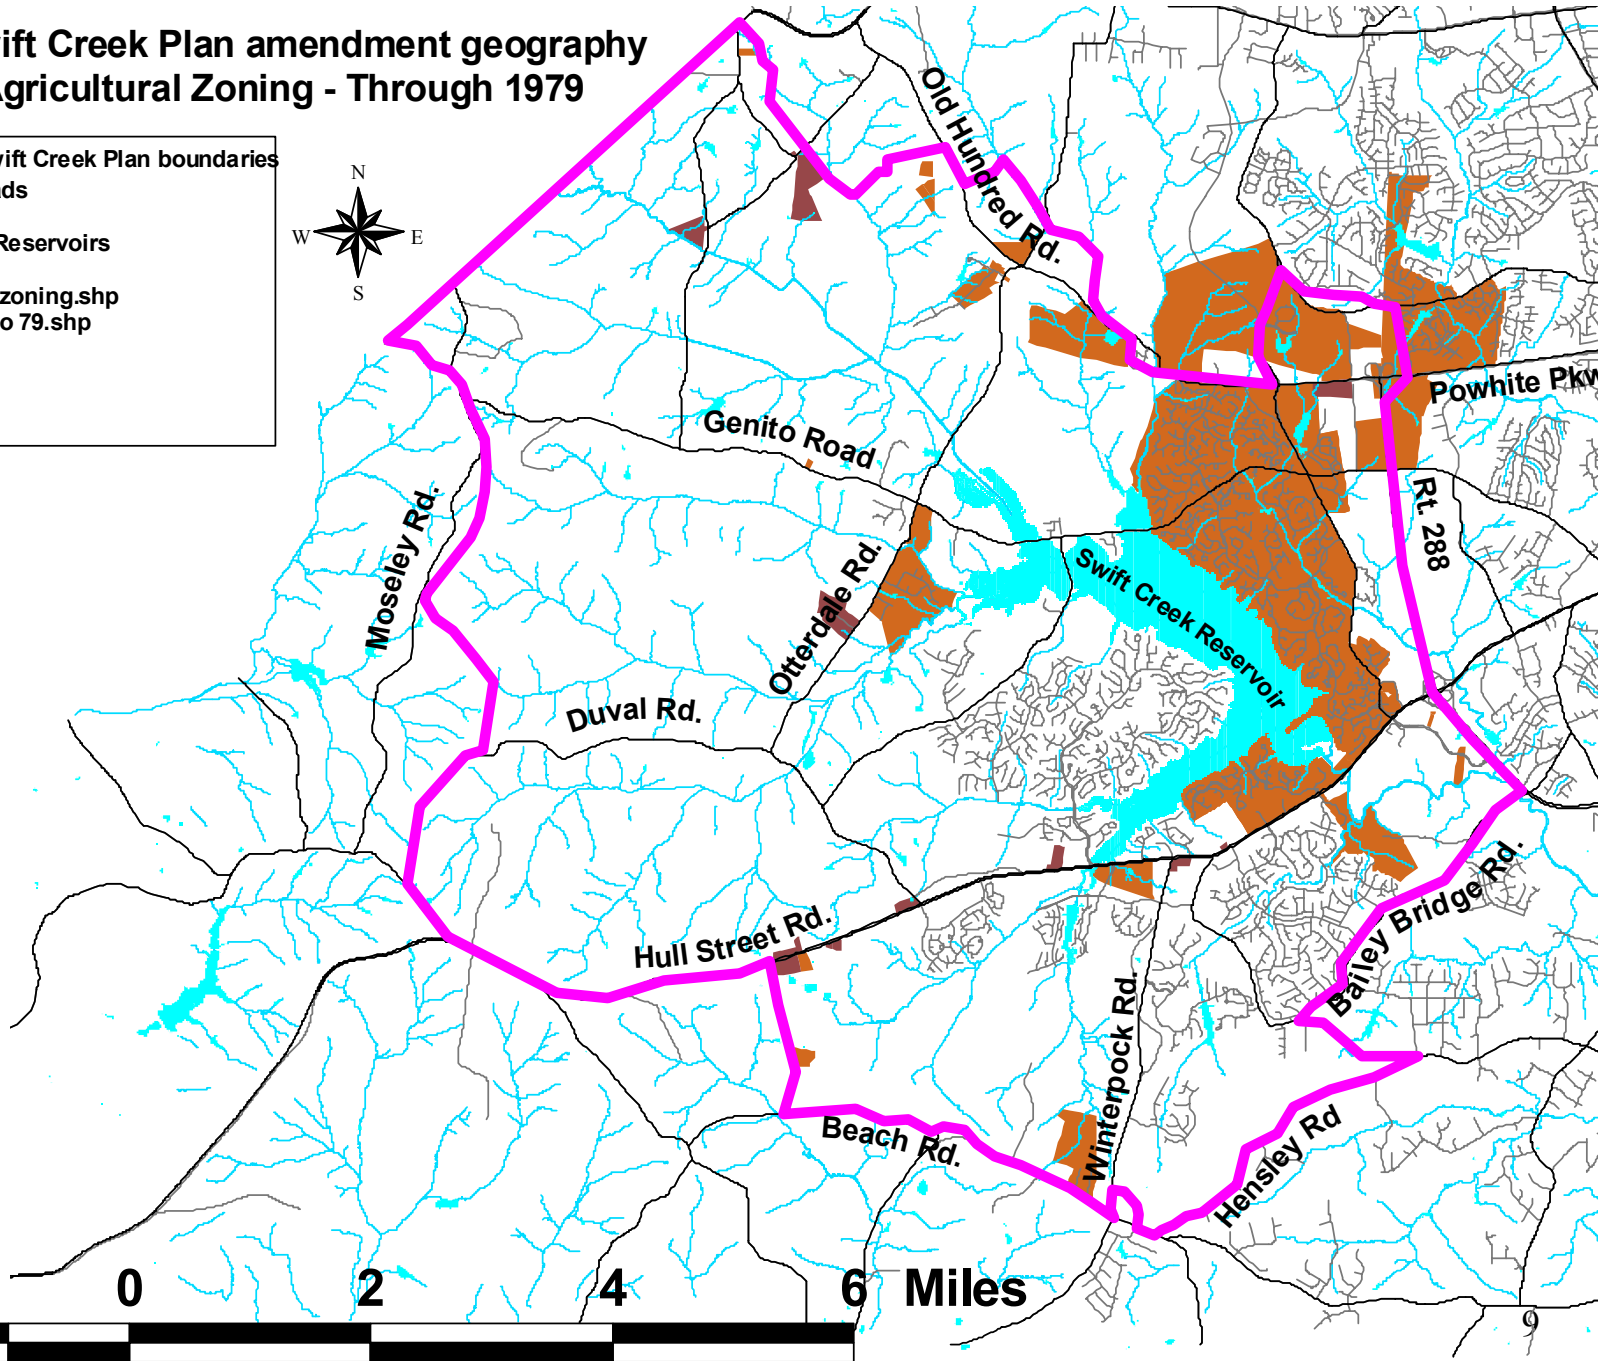 ift Creek Plan amendment geography
gricultural Zoning - Through 1979
ift Creek Plan boundaries
ds
Reservoirs
zoning.shp
o 79.shp
N
W
E
S
Old Hundred Rd.
Powhite Pkw
Genito Road
Moseley Rd.
Rt. 288
Otterdale Rd.
Swift Creek Reservoir
Duval Rd.
Hull Street Rd.
Bailey Bridge Rd.
Winterpock Rd.
Beach Rd.
Hensley Rd
0 2 4 6 Miles
9